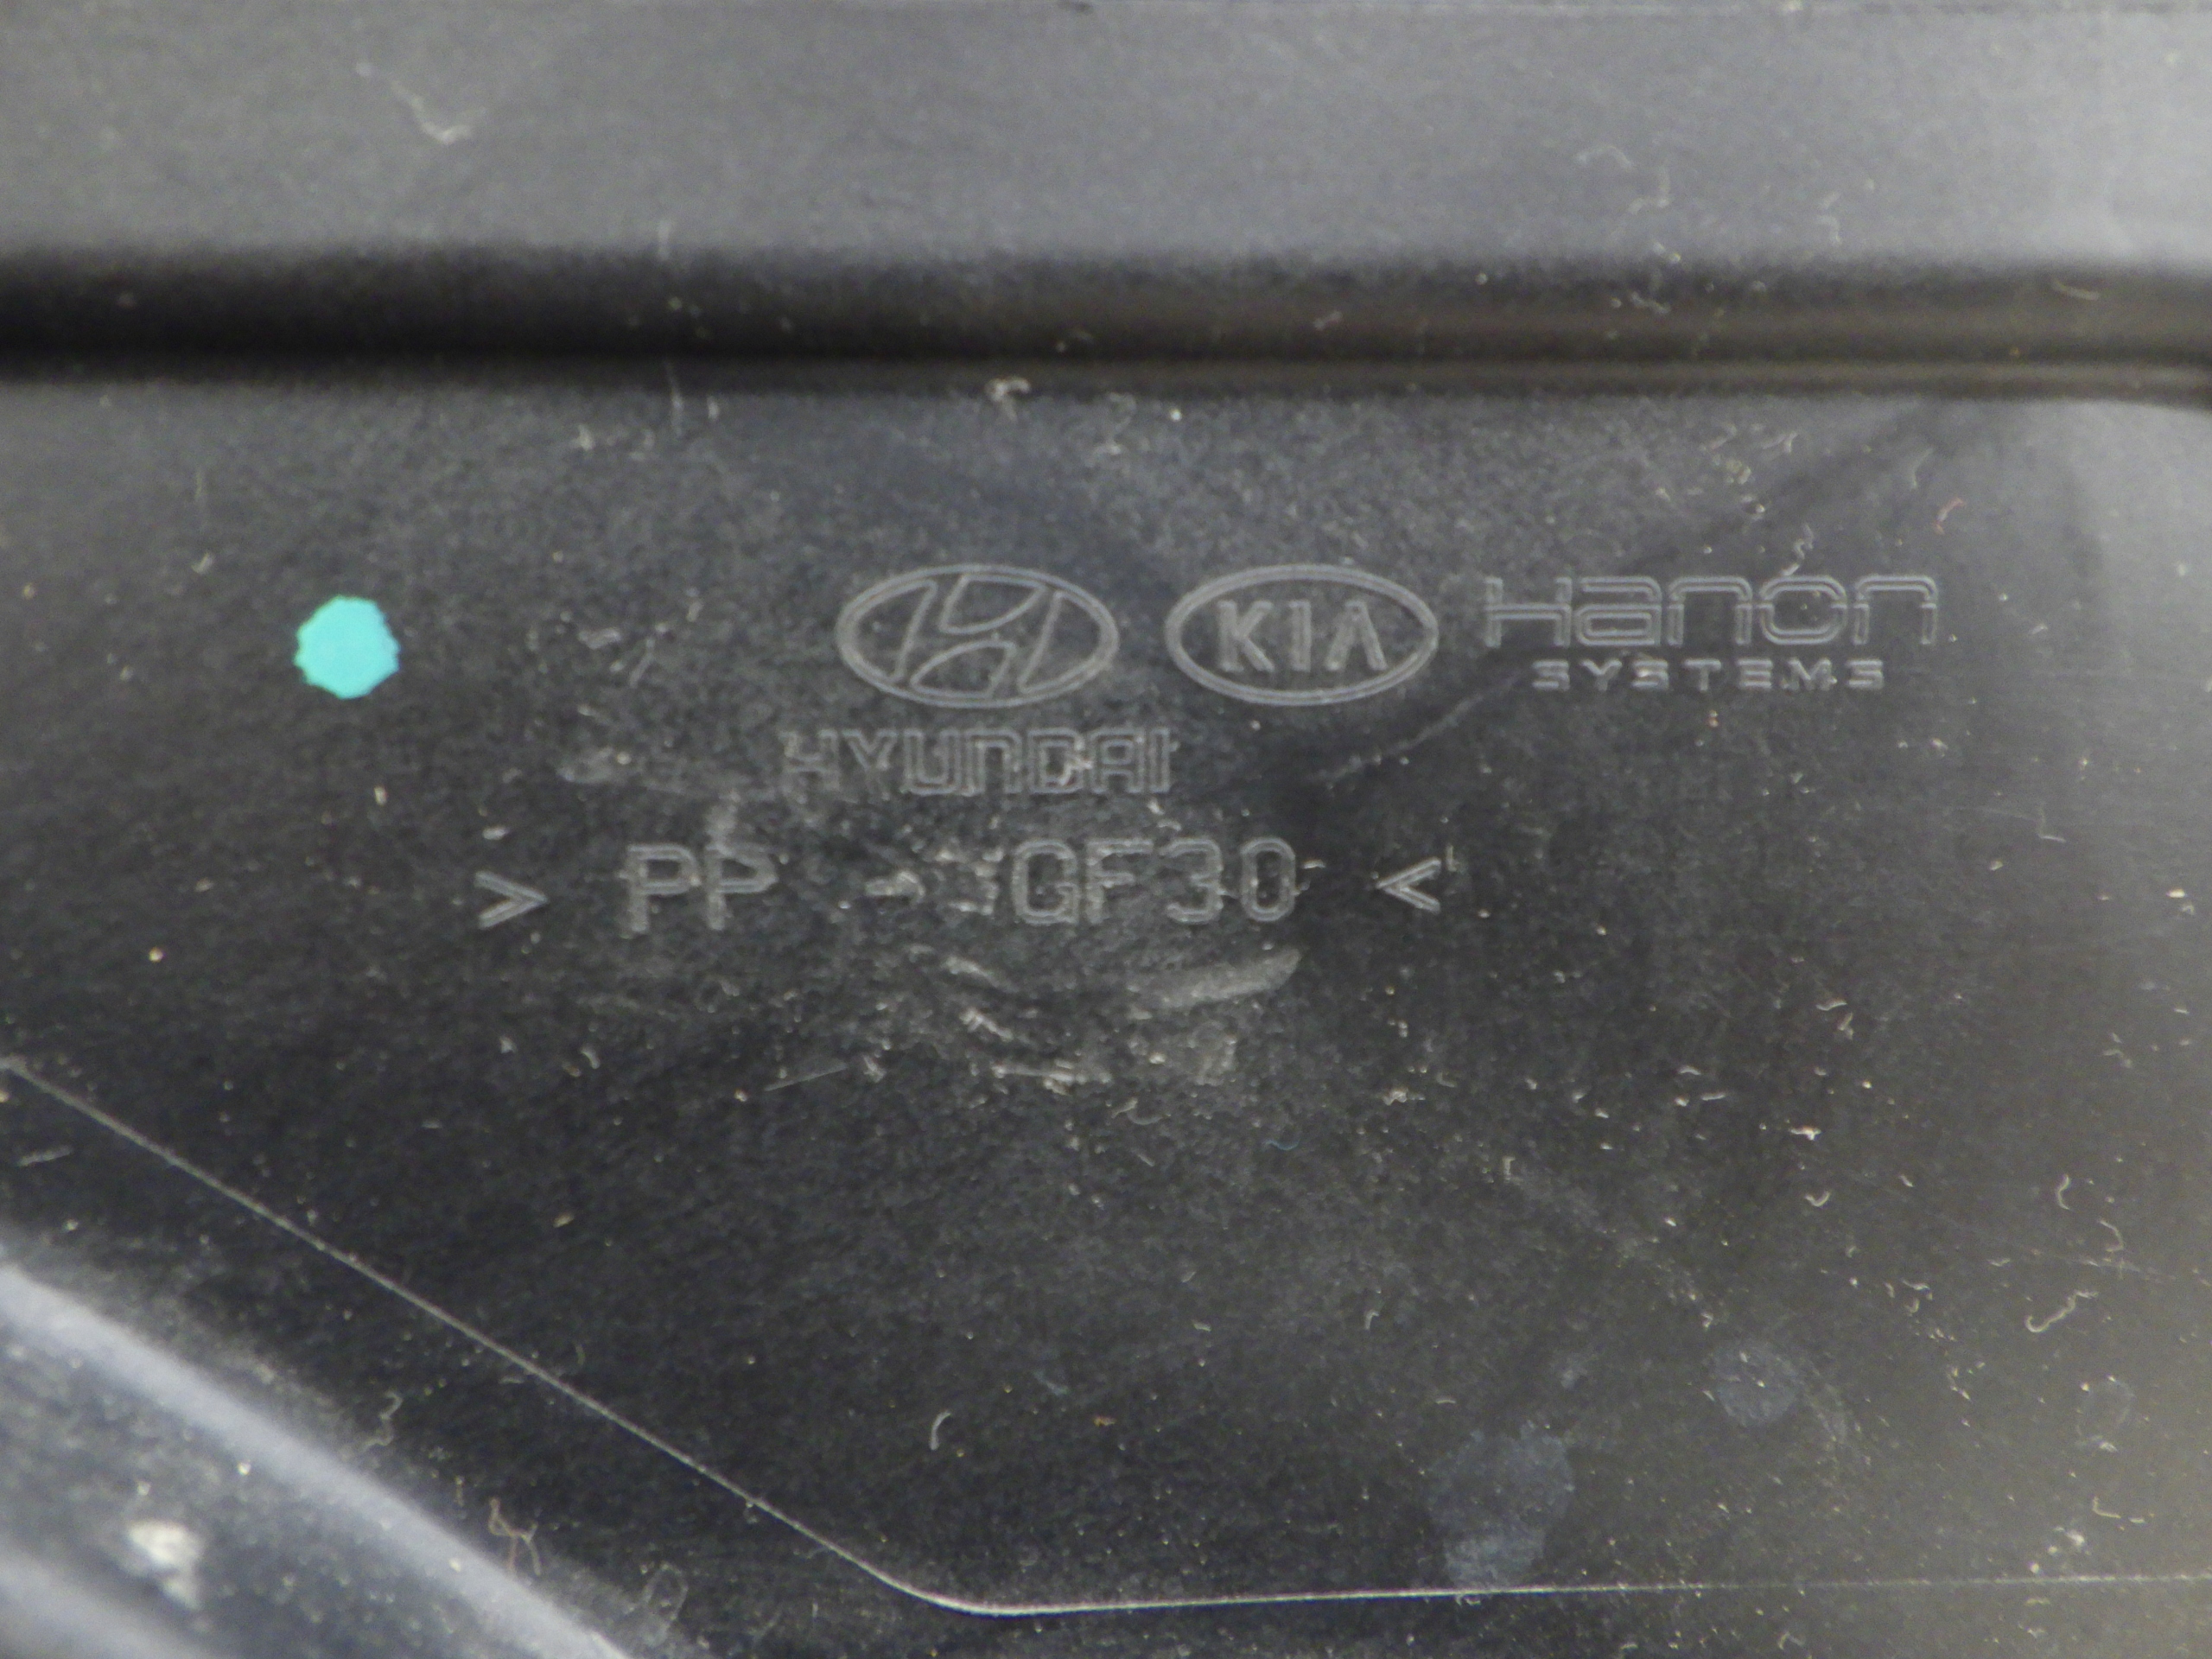 KIA Hanon
SYSTEMS
HYUNDAI
> PP - GF30 <